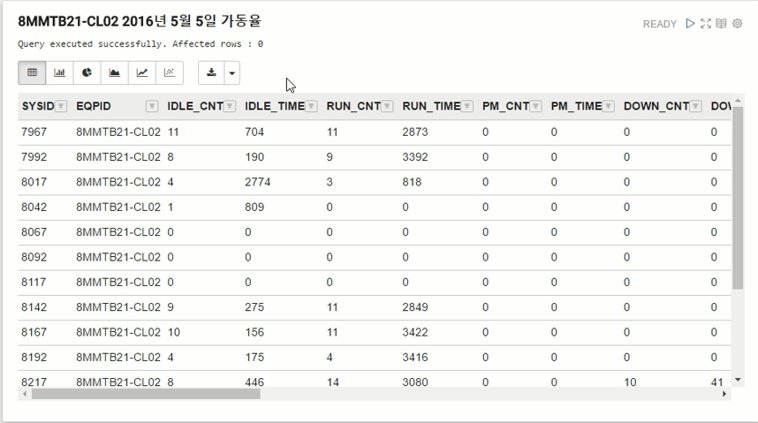 8MMTB21-CL02 2016년 5월 5일 가동율
READY
Query executed successfully. Affected rows : 0
SYSID EQPID IDLE_CNT IDLE_TIME RUN_CNT RUN_TIME PM_CNT PM_TIME DOWN_CNT DOV
7967 8MMTB21-CL02 11 704 11 2873 0 0 0 0
7992 8MMTB21-CL02 8 190 9 3392 0 0 0 0
8017 8MMTB21-CL02 4 2774 3 818 0 0 0 0
8042 8MMTB21-CL02 1 809 0 0 0 0 0 0
8067 8MMTB21-CL02 0 0 0 0 0 0 0 0
8092 8MMTB21-CL02 0 0 0 0 0 0 0 0
8117 8MMTB21-CL02 0 0 0 0 0 0 0 0
8142 8MMTB21-CL02 9 275 11 2849 0 0 0 0
8167 8MMTB21-CL02 10 156 11 3422 0 0 0 0
8192 8MMTB21-CL02 4 175 4 3416 0 0 0 0
8217 8MMTB21-CL02 8 446 14 3080 0 0 10 41